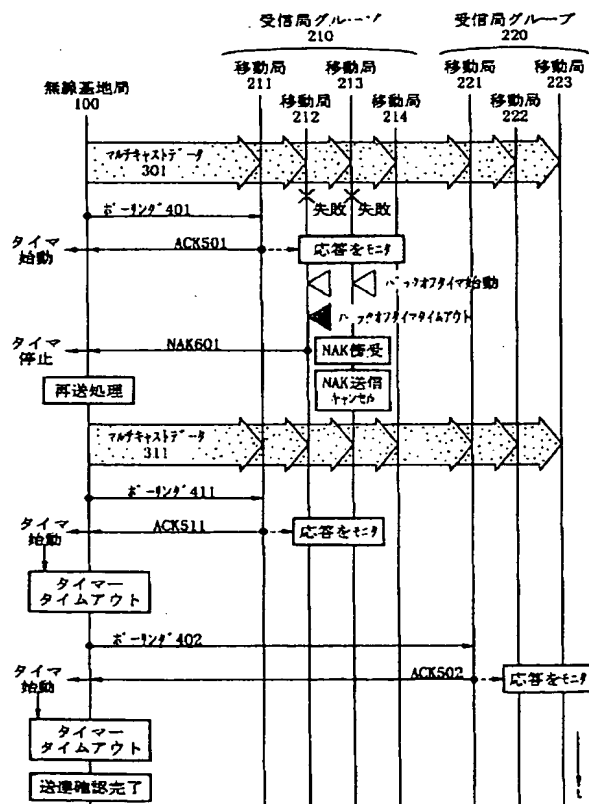 受信局グループ
210
受信局グループ
220
無線基地局
100
移動局
211
移動局
212
移動局
213
移動局
214
移動局
221
移動局
222
移動局
223
マルチキャストデータ
301
失敗
失敗
ポーリング401
タイマ
始動
ACK501
応答をモニタ
バックオフタイマ始動
バックオフタイマタイムアウト
タイマ
停止
NAK601
NAK傍受
再送処理
NAK送信
キャンセル
マルチキャストデータ
311
ポーリング411
タイマ
始動
ACK511
応答をモニタ
タイマー
タイムアウト
ポーリング402
タイマ
始動
ACK502
応答をモニタ
タイマー
タイムアウト
送達確認完了
t